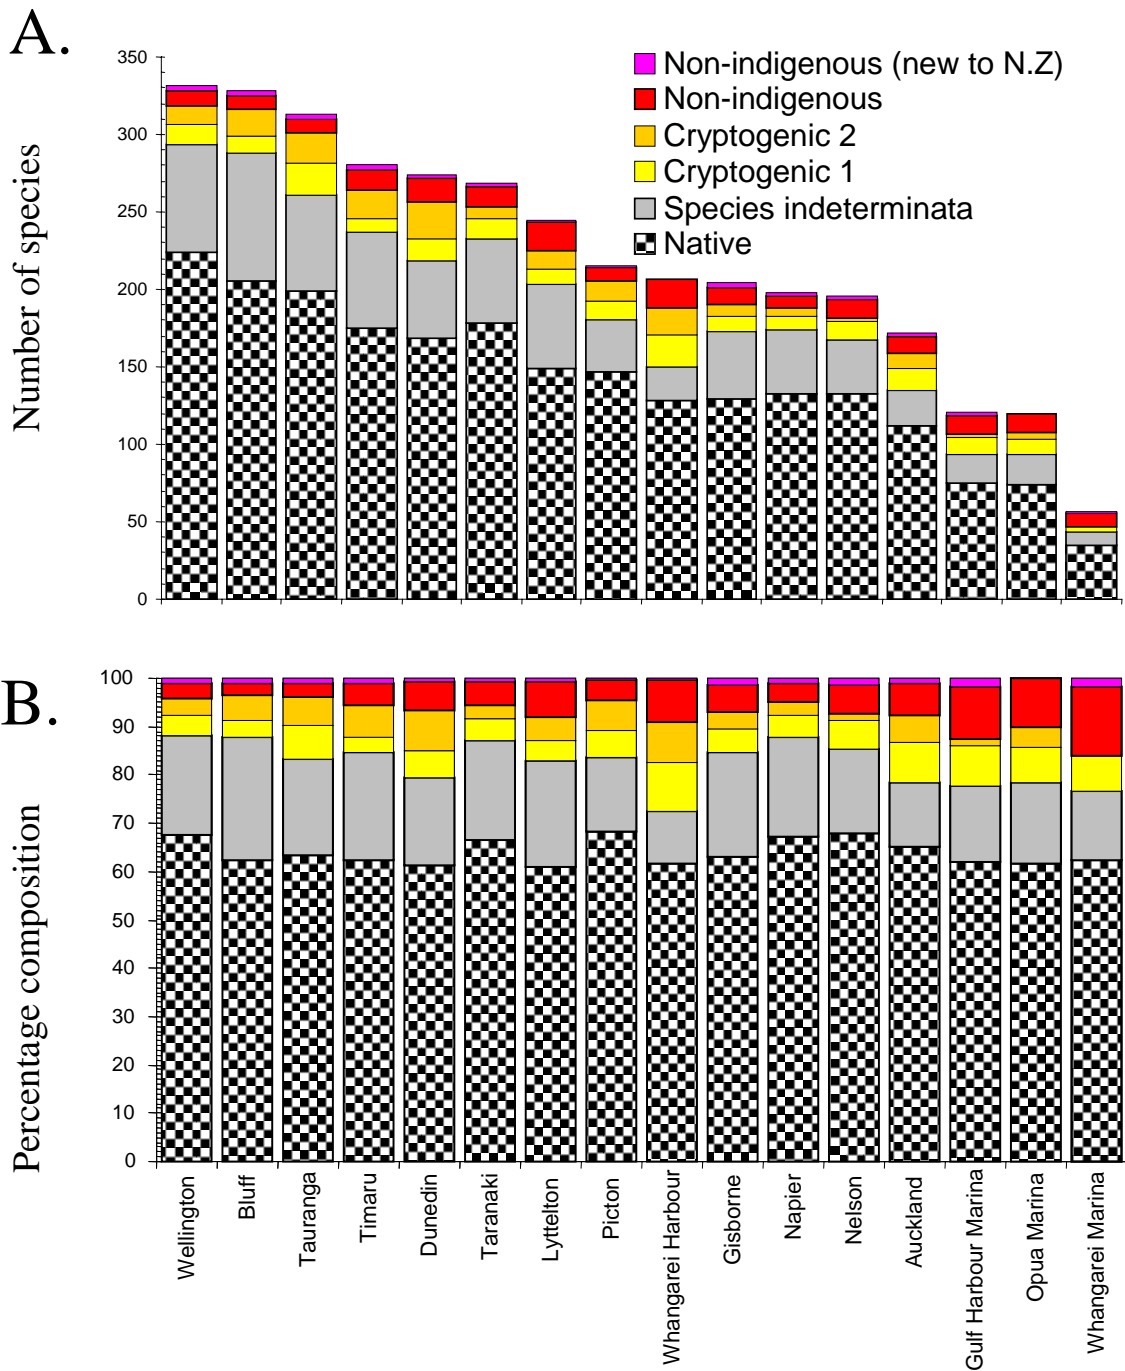 A.
Number of species
350
300
250
200
150
100
50
0
Non-indigenous (new to N.Z)
Non-indigenous
Cryptogenic 2
Cryptogenic 1
Species indeterminata
Native
B.
Percentage composition
100
90
80
70
60
50
40
30
20
10
0
Wellington
Bluff
Tauranga
Timaru
Dunedin
Taranaki
Lyttelton
Picton
Whangarei Harbour
Gisborne
Napier
Nelson
Auckland
Gulf Harbour Marina
Opua Marina
Whangarei Marina